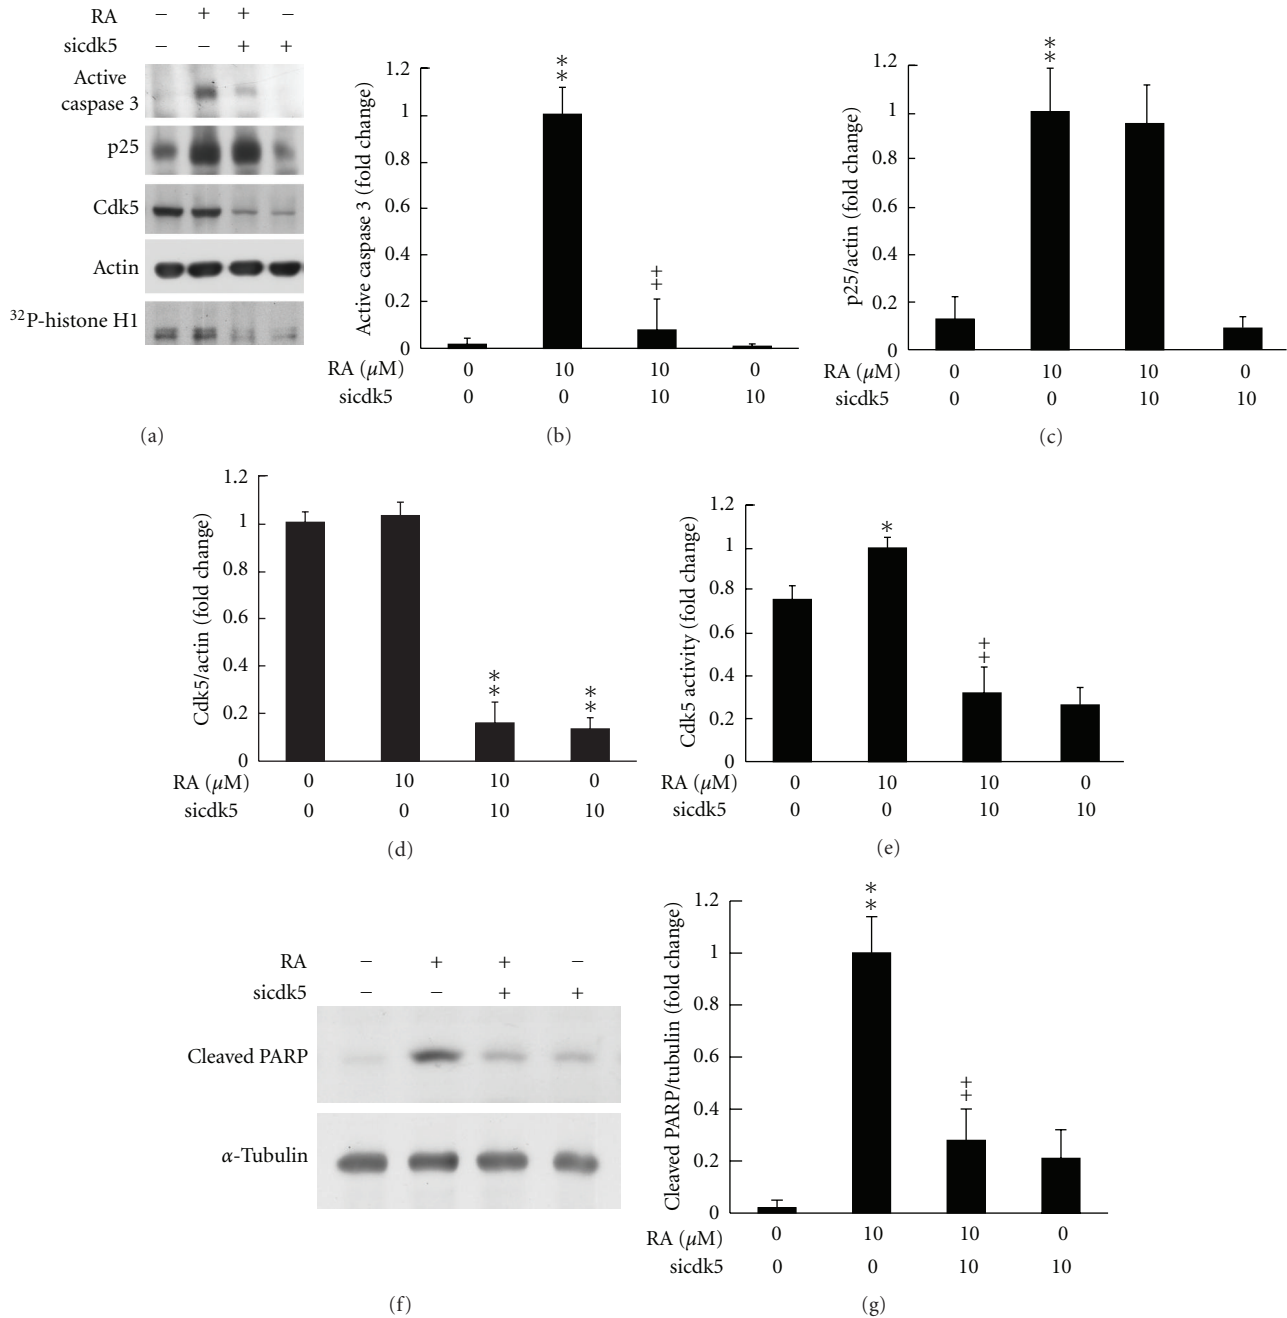 RA − + + −
sicdk5 − − + +
Active
caspase 3
p25
Cdk5
Actin
³²P-histone H1
(a)
Active caspase 3 (fold change)
1.2
1
0.8
0.6
0.4
0.2
0
**
‡
RA (μM) 0 10 10 0
sicdk5 0 0 10 10
(b)
p25/actin (fold change)
1.2
1
0.8
0.6
0.4
0.2
0
**
RA (μM) 0 10 10 0
sicdk5 0 0 10 10
(c)
Cdk5/actin (fold change)
1.2
1
0.8
0.6
0.4
0.2
0
**
**
RA (μM) 0 10 10 0
sicdk5 0 0 10 10
(d)
Cdk5 activity (fold change)
1.2
1
0.8
0.6
0.4
0.2
0
*
‡
RA (μM) 0 10 10 0
sicdk5 0 0 10 10
(e)
RA − + + −
sicdk5 − − + +
Cleaved PARP
α-Tubulin
(f)
Cleaved PARP/tubulin (fold change)
1.2
1
0.8
0.6
0.4
0.2
0
**
‡
RA (μM) 0 10 10 0
sicdk5 0 0 10 10
(g)